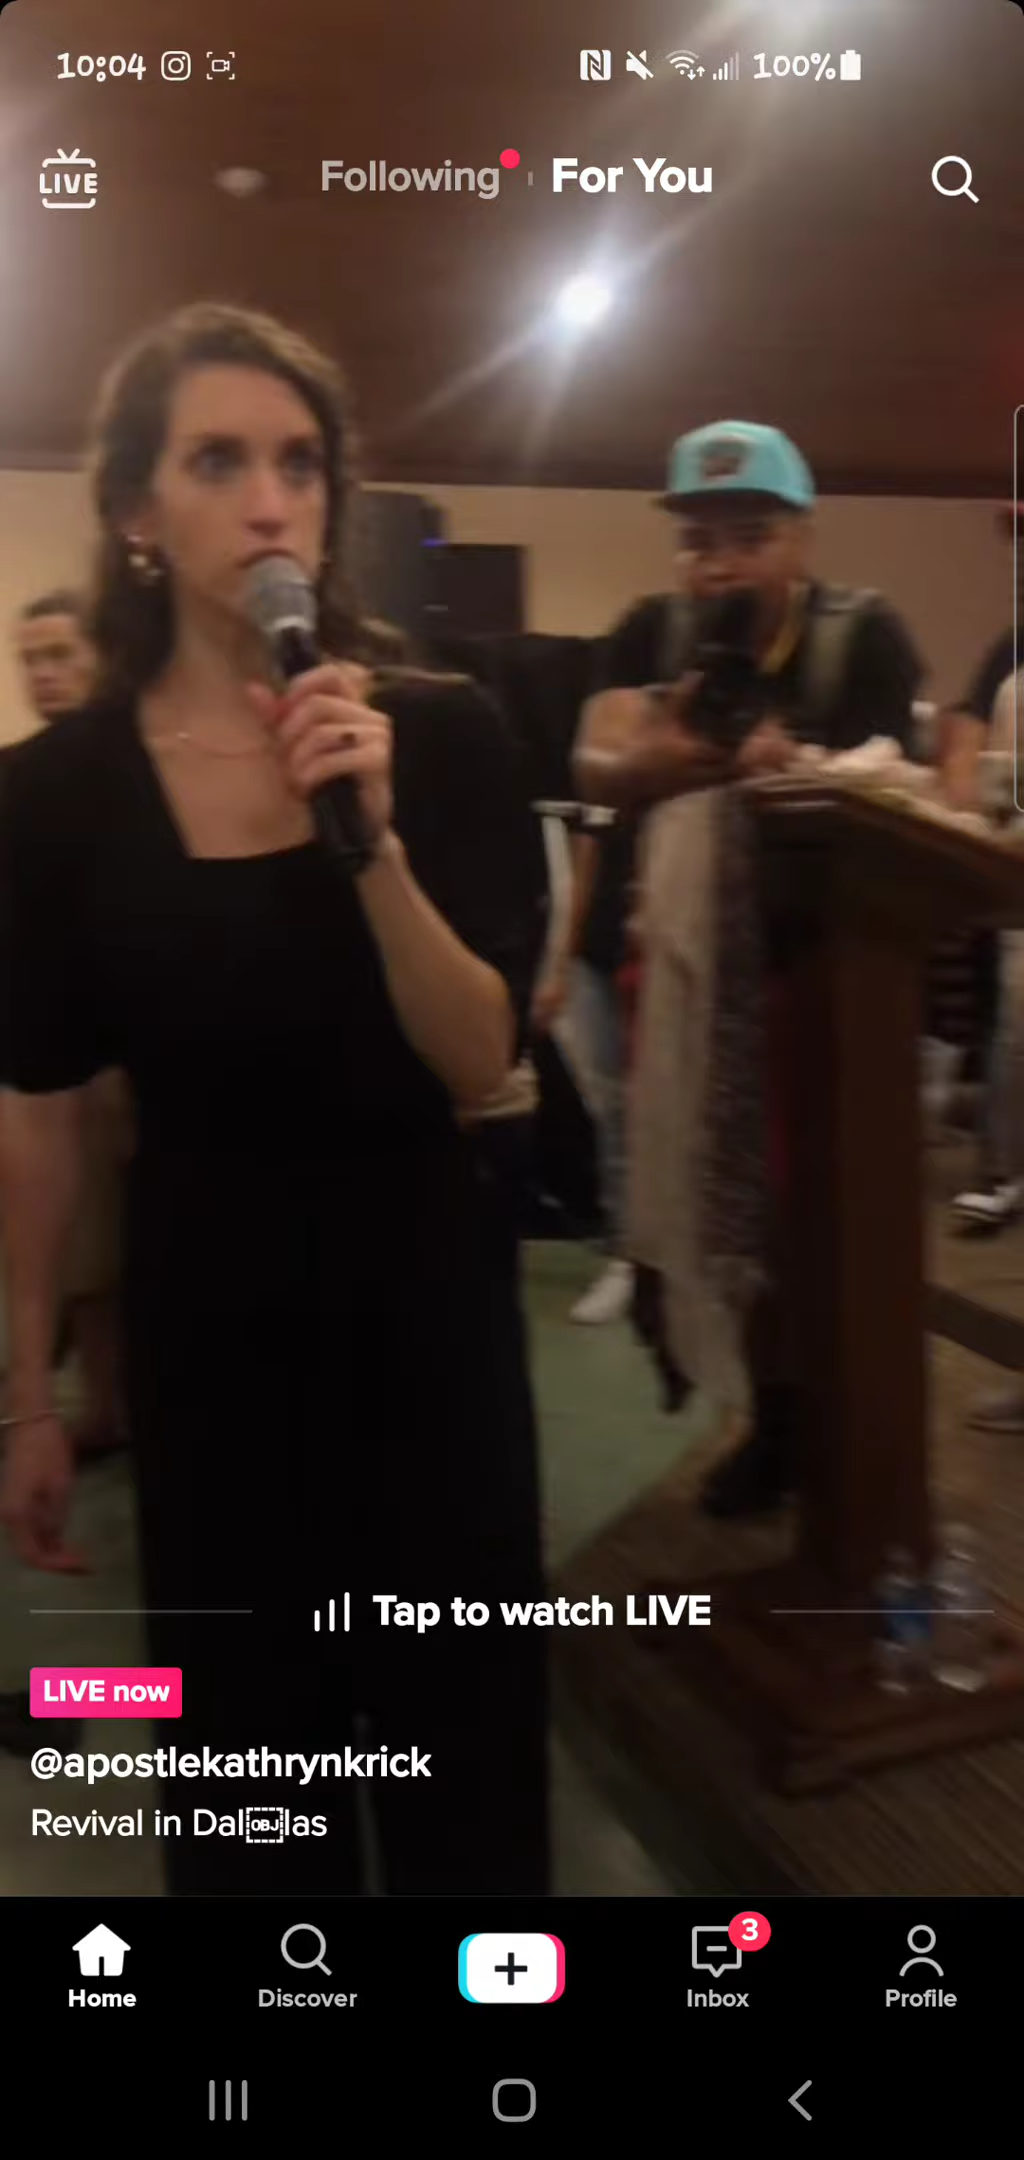 10:04 100%
LIVE Following For You
Tap to watch LIVE
LIVE now
@apostlekathrynkrick
Revival in Dal￼las
3
Home Discover Inbox Profile